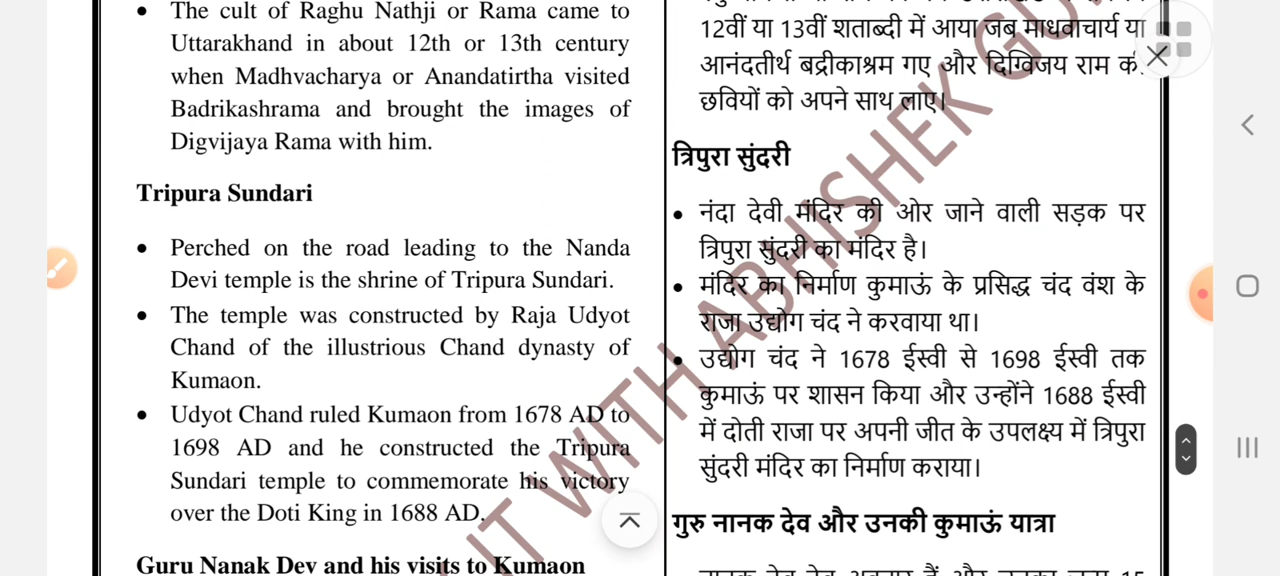 The cult of Raghu Nathji or Rama came to
Uttarakhand in about 12th or 13th century
when Madhvacharya or Anandatirtha visited
Badrikashrama and brought the images of
Digvijaya Rama with him.
Tripura Sundari
Perched on the road leading to the Nanda
Devi temple is the shrine of Tripura Sundari.
The temple was constructed by Raja Udyot
Chand of the illustrious Chand dynasty of
Kumaon.
Udyot Chand ruled Kumaon from 1678 AD to
1698 AD and he constructed the Tripura
Sundari temple to commemorate his victory
over the Doti King in 1688 AD.
Guru Nanak Dev and his visits to Kumaon
12वीं या 13वीं शताब्दी में आया जब माधवाचार्य या
आनंदतीर्थ बद्रीकाश्रम गए और दिग्विजय राम की
छवियों को अपने साथ लाए।
त्रिपुरा सुंदरी
नंदा देवी मंदिर की ओर जाने वाली सड़क पर
त्रिपुरा सुंदरी का मंदिर है।
मंदिर का निर्माण कुमाऊं के प्रसिद्ध चंद वंश के
राजा उद्योग चंद ने करवाया था।
उद्योग चंद ने 1678 ईस्वी से 1698 ईस्वी तक
कुमाऊं पर शासन किया और उन्होंने 1688 ईस्वी
में दोती राजा पर अपनी जीत के उपलक्ष्य में त्रिपुरा
सुंदरी मंदिर का निर्माण कराया।
गुरु नानक देव और उनकी कुमाऊं यात्रा
IT WITH ABHISHEK